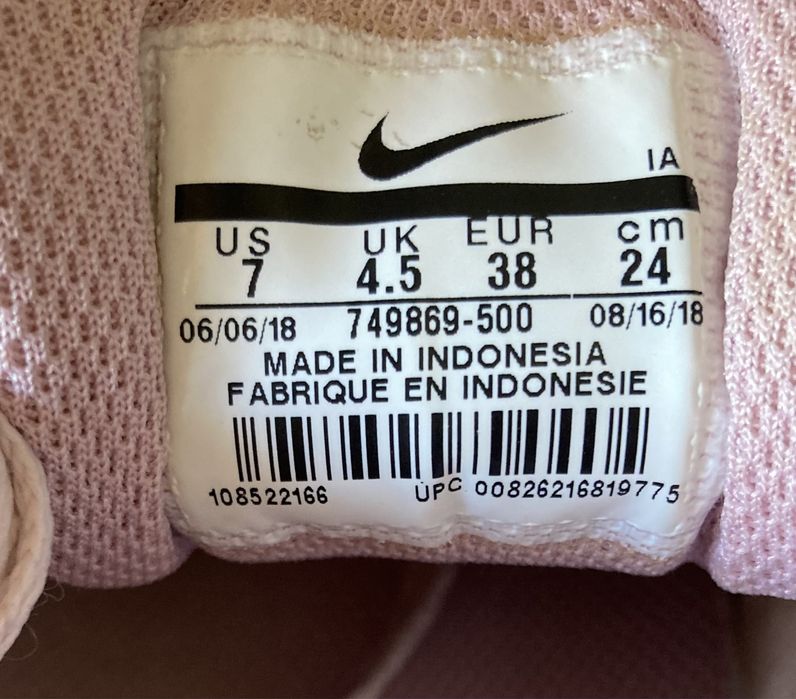 IA
US UK EUR cm
7 4.5 38 24
06/06/18 749869-500 08/16/18
MADE IN INDONESIA
FABRIQUE EN INDONESIE
108522166 UPC 00826216819775